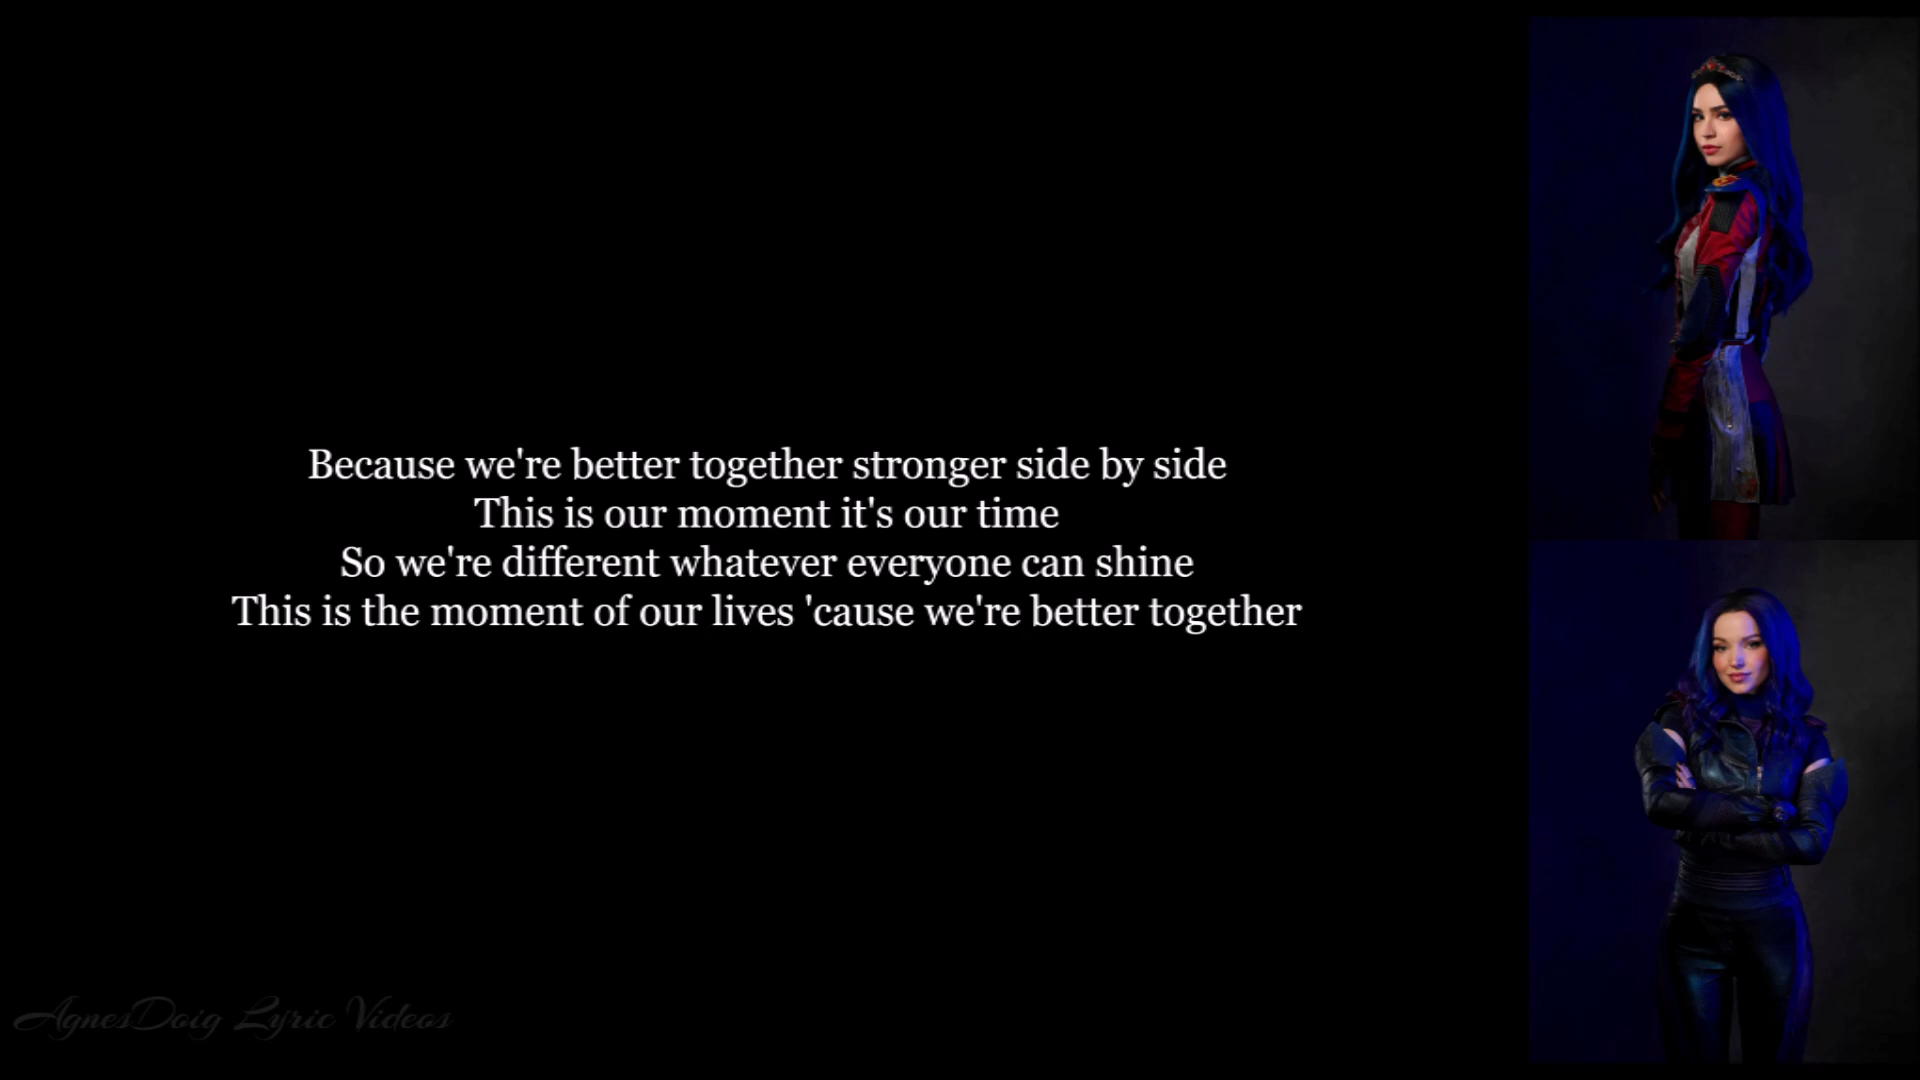 Because we're better together stronger side by side
This is our moment it's our time
So we're different whatever everyone can shine
This is the moment of our lives 'cause we're better together
AgnesDoig Lyric Videos